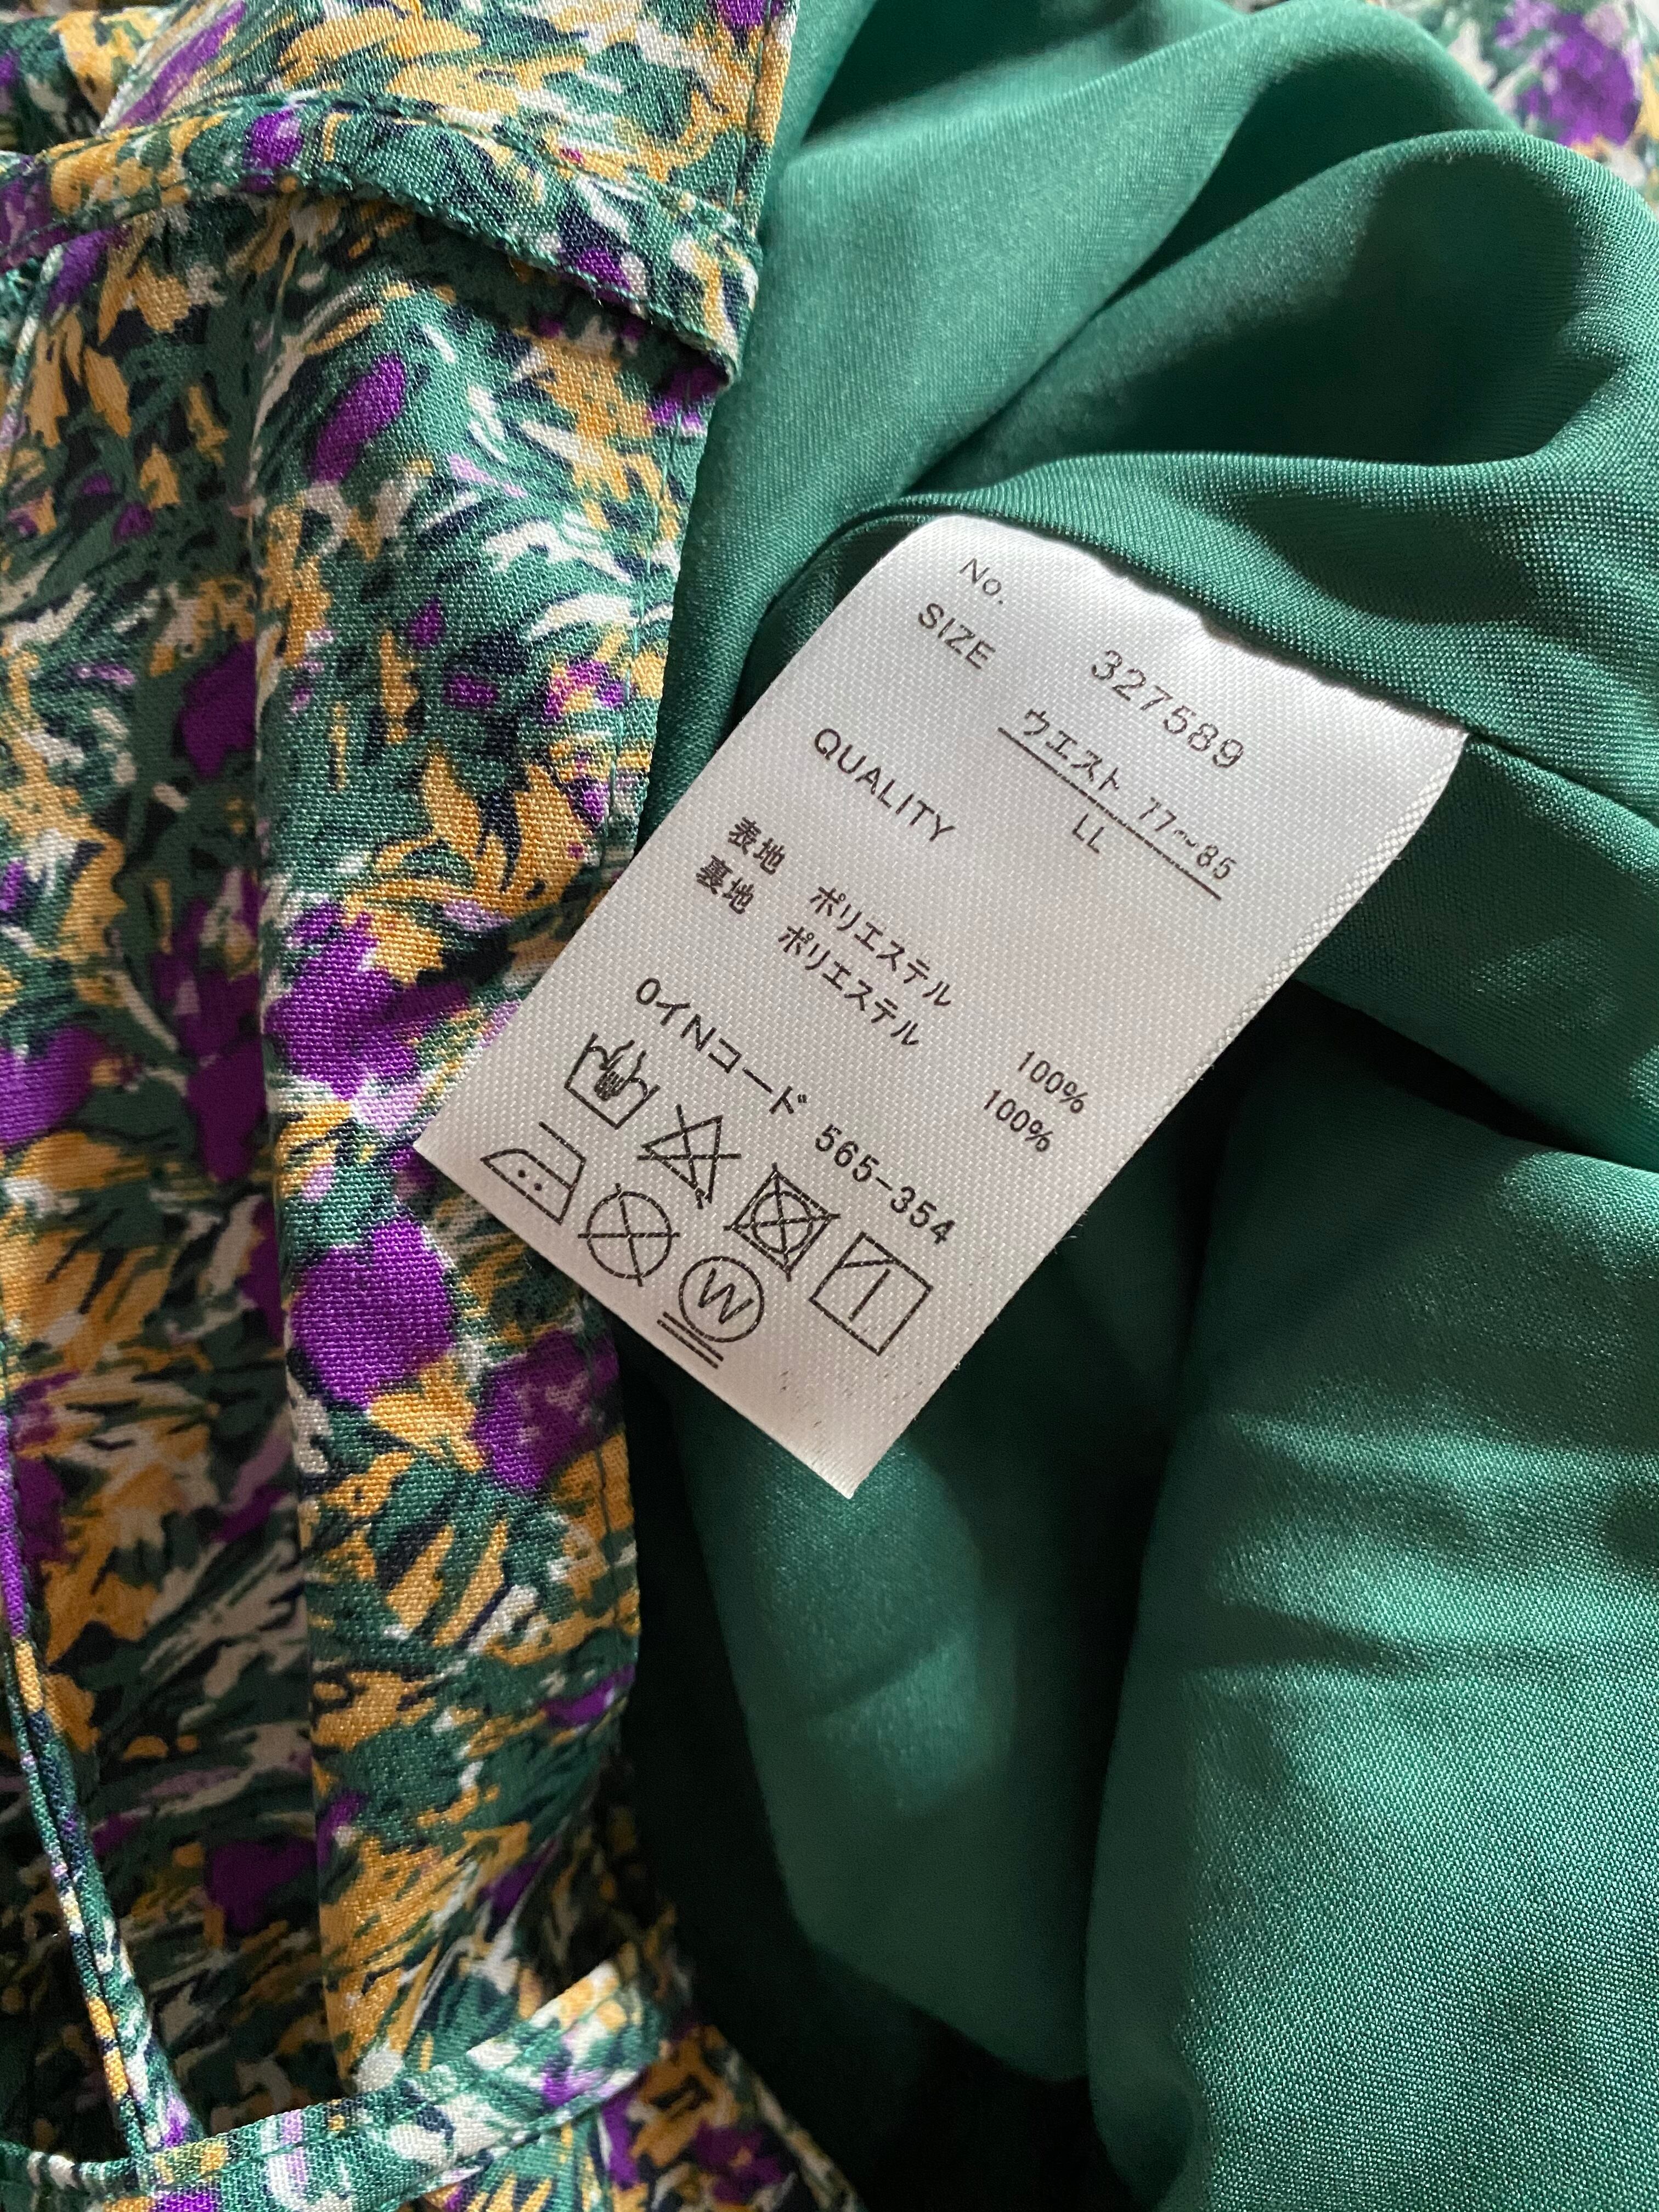 No. 327589
SIZE ウエスト 77~85
LL
QUALITY
表地 ポリエステル 100%
裏地 ポリエステル 100%
0イNコード 565-354
W